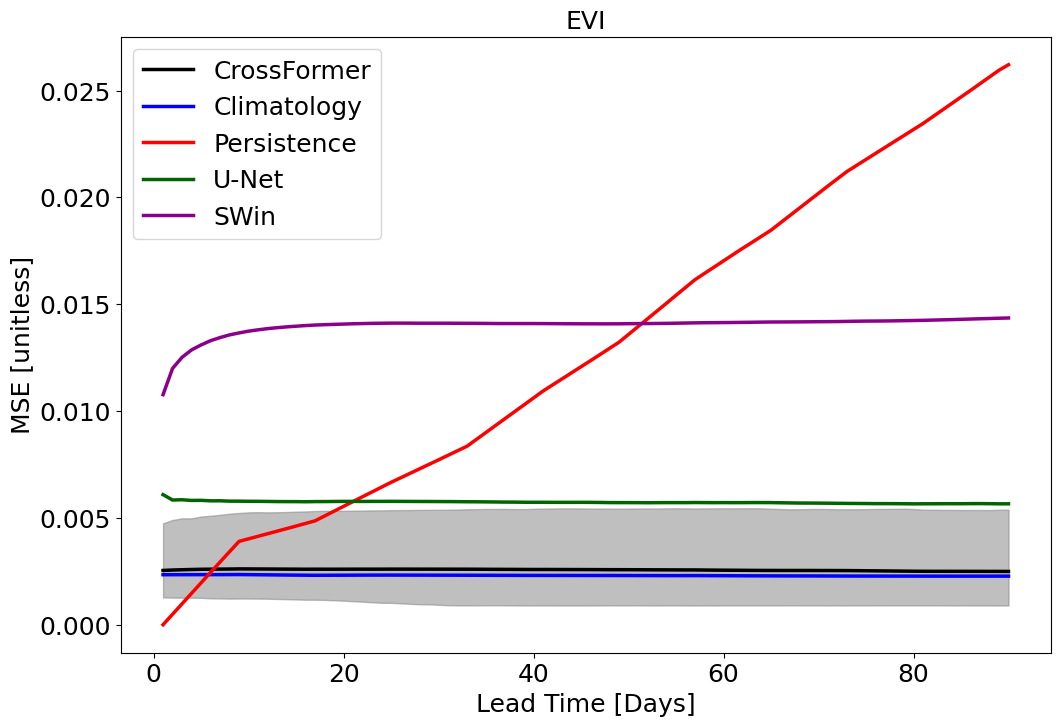 EVI
CrossFormer
Climatology
Persistence
U-Net
SWin
MSE [unitless]
0.025
0.020
0.015
0.010
0.005
0.000
0 20 40 60 80
Lead Time [Days]